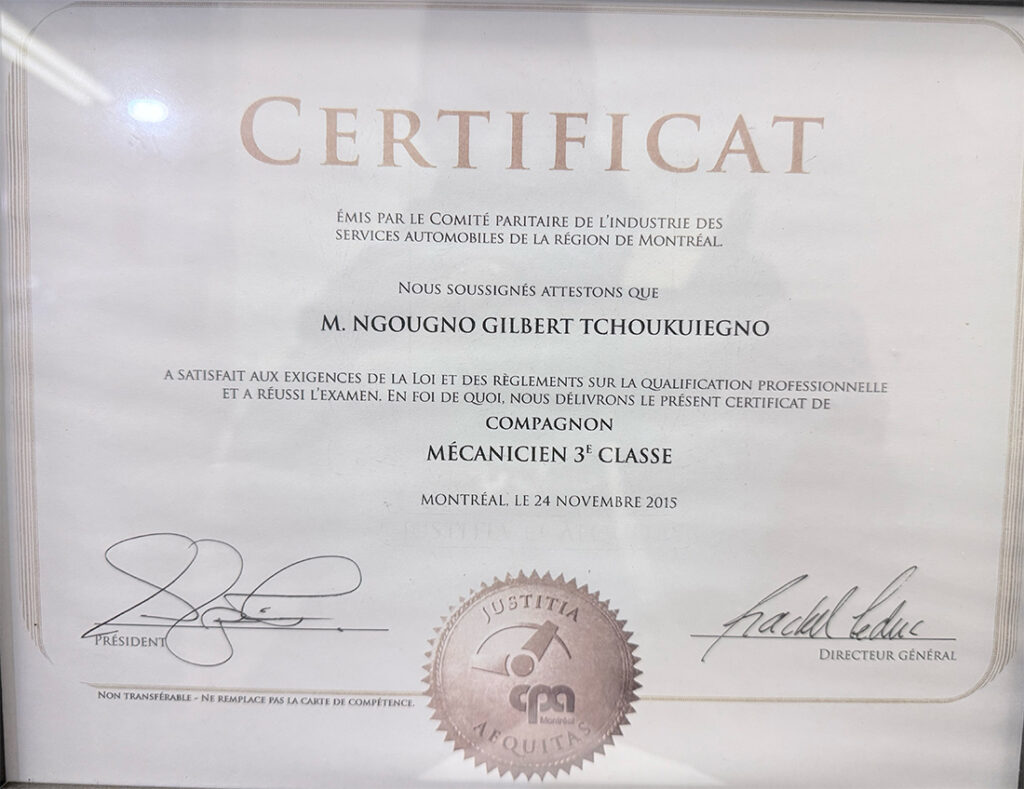 CERTIFICAT
ÉMIS PAR LE COMITÉ PARITAIRE DE L'INDUSTRIE DES
SERVICES AUTOMOBILES DE LA RÉGION DE MONTRÉAL.
NOUS SOUSSIGNÉS ATTESTONS QUE
M. NGOUGNO GILBERT TCHOUKUIEGNO
A SATISFAIT AUX EXIGENCES DE LA LOI ET DES RÈGLEMENTS SUR LA QUALIFICATION PROFESSIONNELLE
ET A RÉUSSI L'EXAMEN. EN FOI DE QUOI, NOUS DÉLIVRONS LE PRÉSENT CERTIFICAT DE
COMPAGNON
MÉCANICIEN 3E CLASSE
MONTRÉAL, LE 24 NOVEMBRE 2015
PRÉSIDENT
Leduc
DIRECTEUR GÉNÉRAL
NON TRANSFÉRABLE - NE REMPLACE PAS LA CARTE DE COMPÉTENCE.
JUSTITIA
cpa
Montréal
AEQUITAS